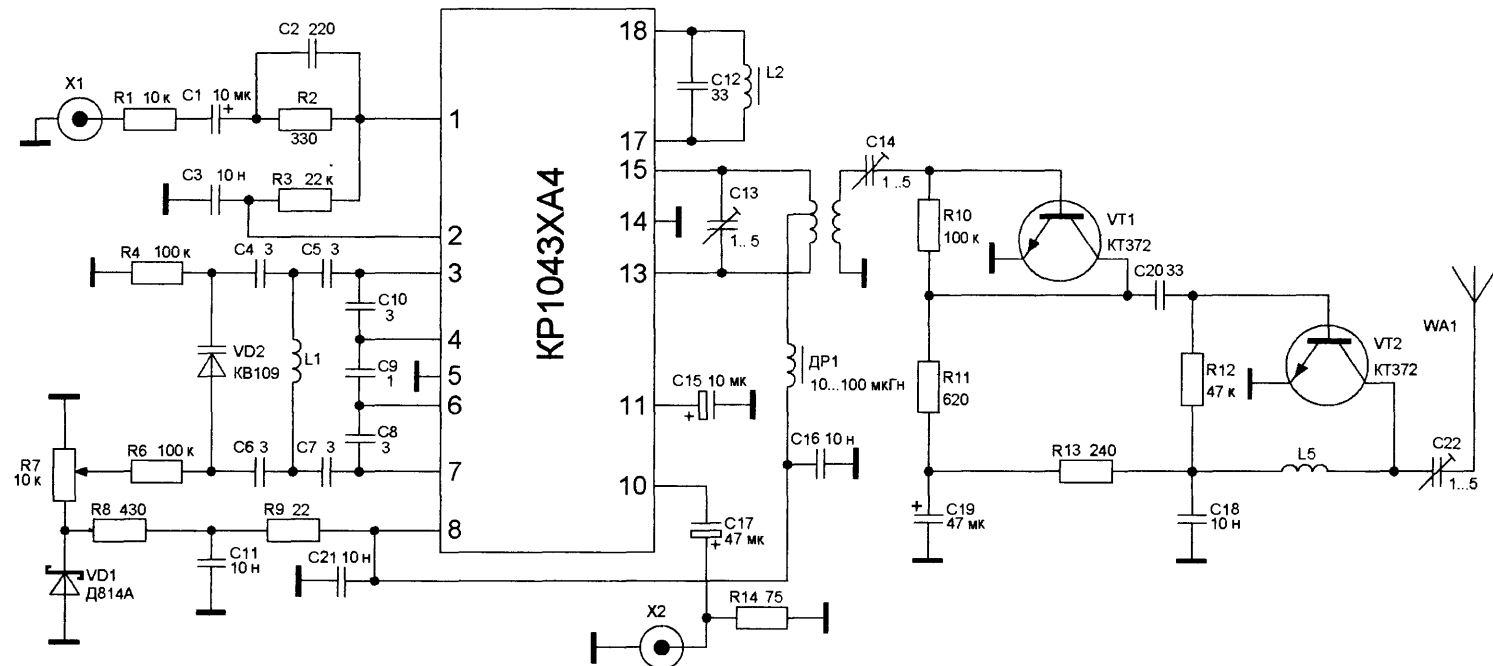 X1
R1 10 к
C1 10 мк
+
C2 220
R2
330
C3 10 н
R3 22 к
R4 100 к
C4 3
C5 3
VD2
КВ109
L1
C10
3
C9
1
C8
3
R7
10 к
R6 100 к
C6 3
C7 3
R8 430
R9 22
C11
10 н
C21 10 н
VD1
Д814А
КР1043ХА4
1
2
3
4
5
6
7
8
18
17
15
14
13
11
10
C12
33
L2
C13
1.. 5
C14
1..5
ДР1
10...100 мкГн
C15 10 мк
+
C16 10 н
C17
47 мк
+
X2
R14 75
R10
100 к
VT1
КТ372
C20 33
R11
620
R12
47 к
VT2
КТ372
WA1
R13 240
L5
C22
1...5
+
C19
47 мк
C18
10 н